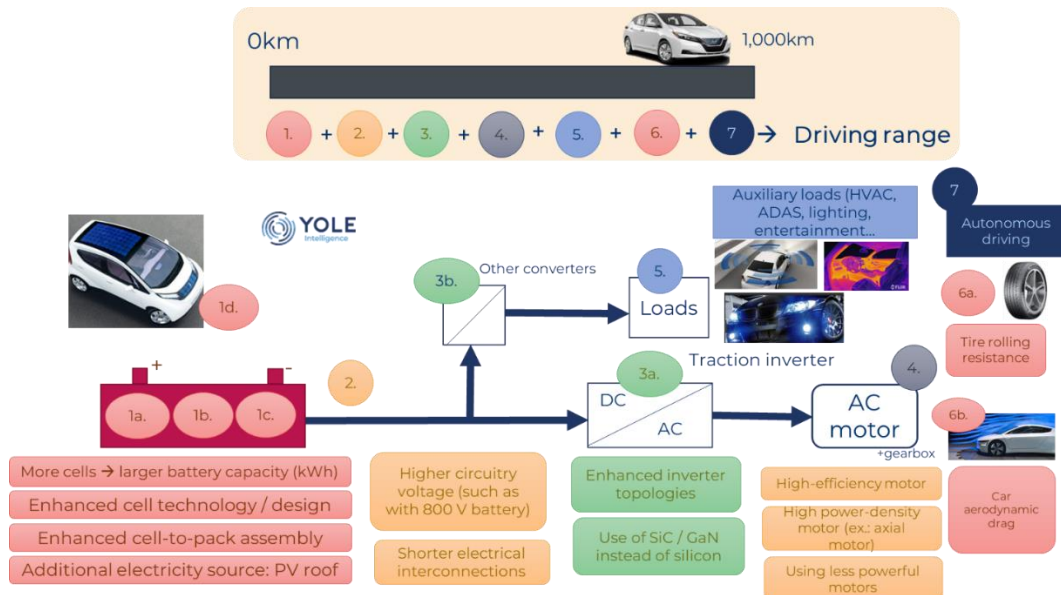 0km
1,000km
1. + 2. + 3. + 4. + 5. + 6. + 7 → Driving range
YOLE
Intelligence
1d.
Other converters
3b.
5.
Loads
Auxiliary loads (HVAC,
ADAS, lighting,
entertainment...
7
Autonomous
driving
6a.
Tire rolling
resistance
+
-
1a.
1b.
1c.
2.
Traction inverter
3a.
DC
AC
4.
AC
motor
+gearbox
6b.
More cells → larger battery capacity (kWh)
Enhanced cell technology / design
Enhanced cell-to-pack assembly
Additional electricity source: PV roof
Higher circuitry
voltage (such as
with 800 V battery)
Shorter electrical
interconnections
Enhanced inverter
topologies
Use of SiC / GaN
instead of silicon
High-efficiency motor
High power-density
motor (ex.: axial
motor)
Using less powerful
motors
Car
aerodynamic
drag